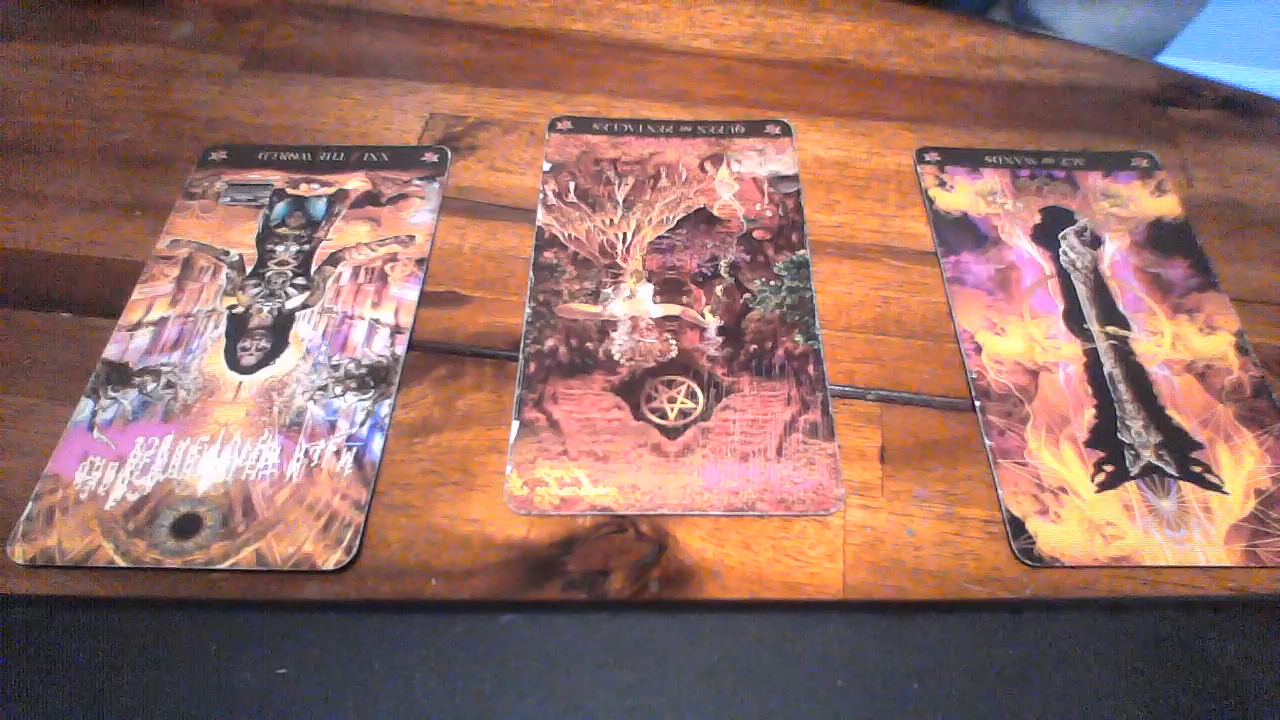 XXI / THE WORLD
QUEEN OF PENTACLES
ACE OF WANDS